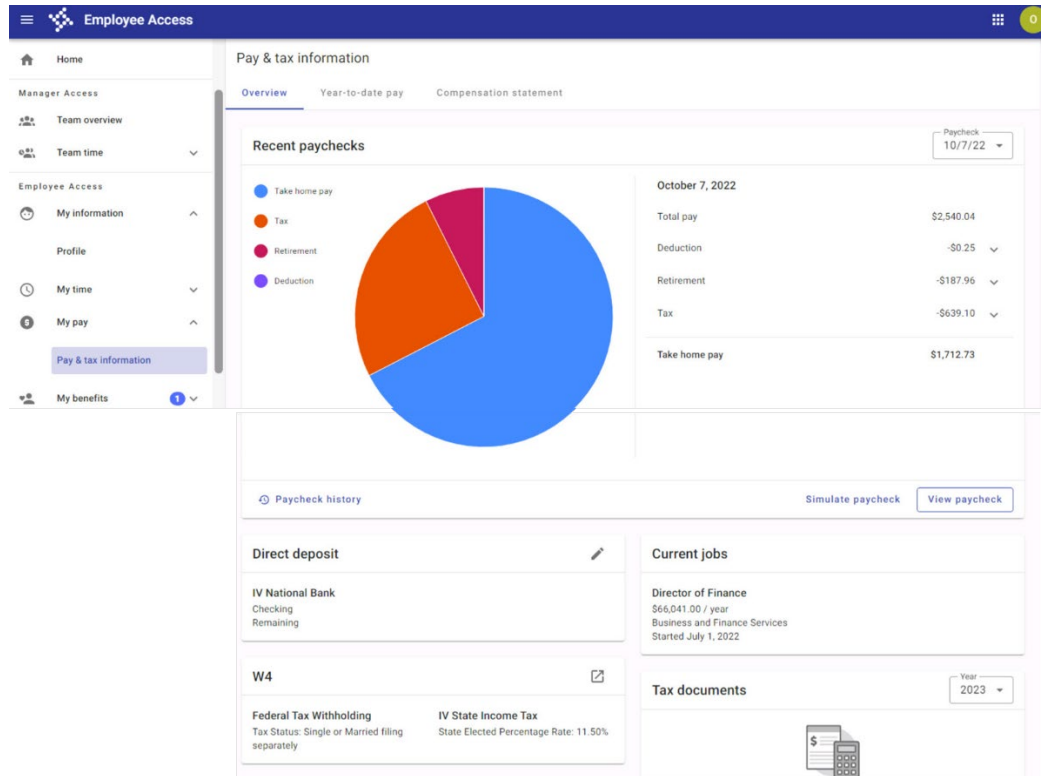 Employee Access
O
Home
Manager Access
Team overview
Team time
Employee Access
My information
Profile
My time
My pay
Pay & tax information
My benefits
1
Pay & tax information
Overview
Year-to-date pay
Compensation statement
Recent paychecks
Paycheck
10/7/22
Take home pay
Tax
Retirement
Deduction
October 7, 2022
Total pay $2,540.04
Deduction -$0.25
Retirement -$187.96
Tax -$639.10
Take home pay $1,712.73
Paycheck history
Simulate paycheck
View paycheck
Direct deposit
IV National Bank
Checking
Remaining
Current jobs
Director of Finance
$66,041.00 / year
Business and Finance Services
Started July 1, 2022
W4
Federal Tax Withholding
Tax Status: Single or Married filing
separately
IV State Income Tax
State Elected Percentage Rate: 11.50%
Tax documents
Year
2023